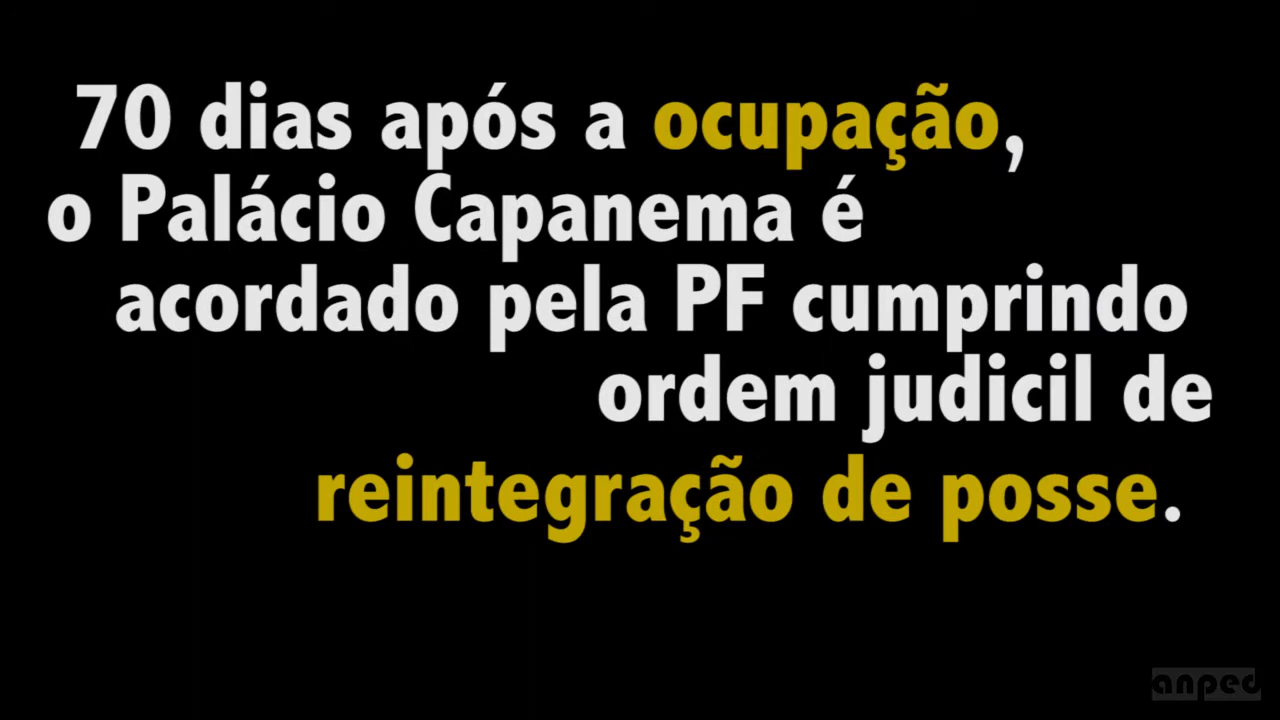 70 dias após a ocupação,
o Palácio Capanema é
acordado pela PF cumprindo
ordem judicil de
reintegração de posse.
anped